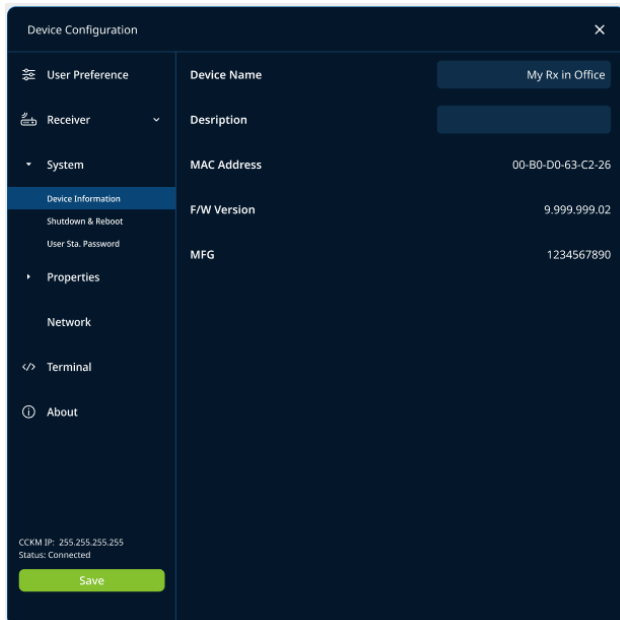 Device Configuration
User Preference
Receiver
System
Device Information
Shutdown & Reboot
User Sta. Password
Properties
Network
Terminal
About
CCKM IP: 255.255.255.255
Status: Connected
Save
Device Name My Rx in Office
Desription
MAC Address 00-B0-D0-63-C2-26
F/W Version 9.999.999.02
MFG 1234567890